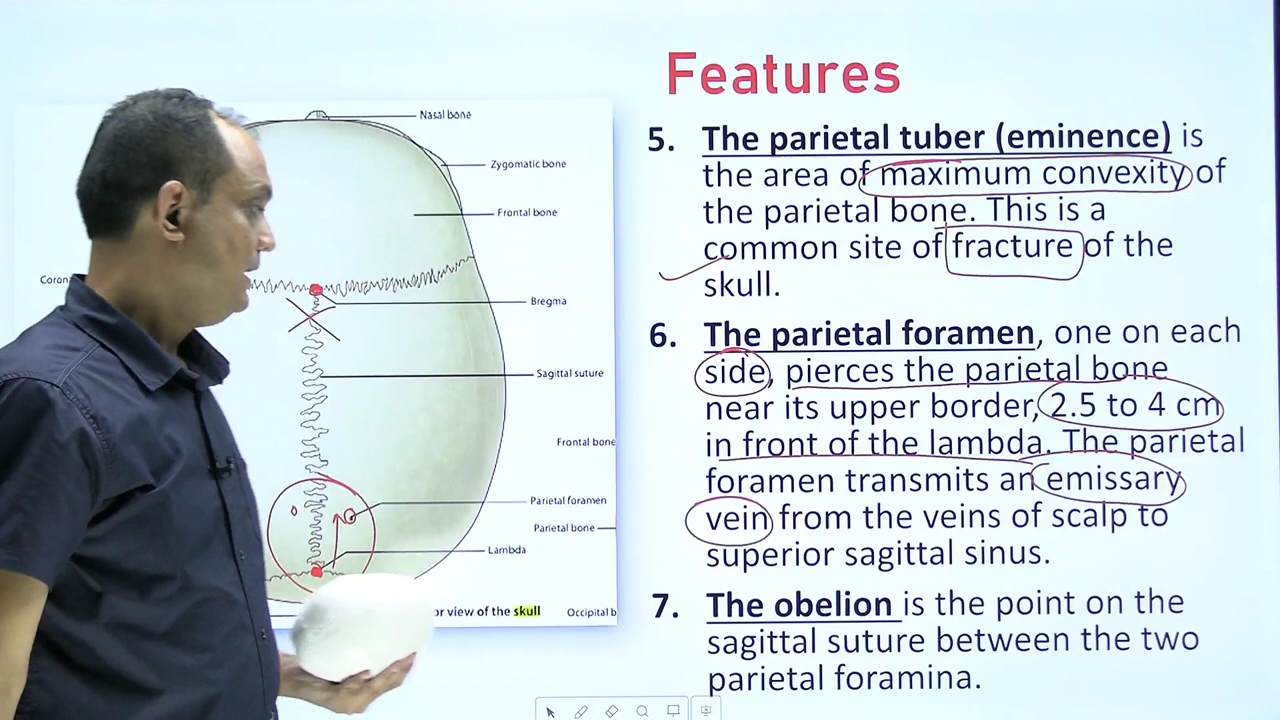 Features
5. The parietal tuber (eminence) is
the area of maximum convexity of
the parietal bone. This is a
common site of fracture of the
skull.
6. The parietal foramen, one on each
side, pierces the parietal bone
near its upper border, 2.5 to 4 cm
in front of the lambda. The parietal
foramen transmits an emissary
vein from the veins of scalp to
superior sagittal sinus.
7. The obelion is the point on the
sagittal suture between the two
parietal foramina.
Nasal bone
Zygomatic bone
Frontal bone
Coron
Bregma
Sagittal suture
Frontal bone
Parietal foramen
Parietal bone
Lambda
or view of the skull
Occipital b